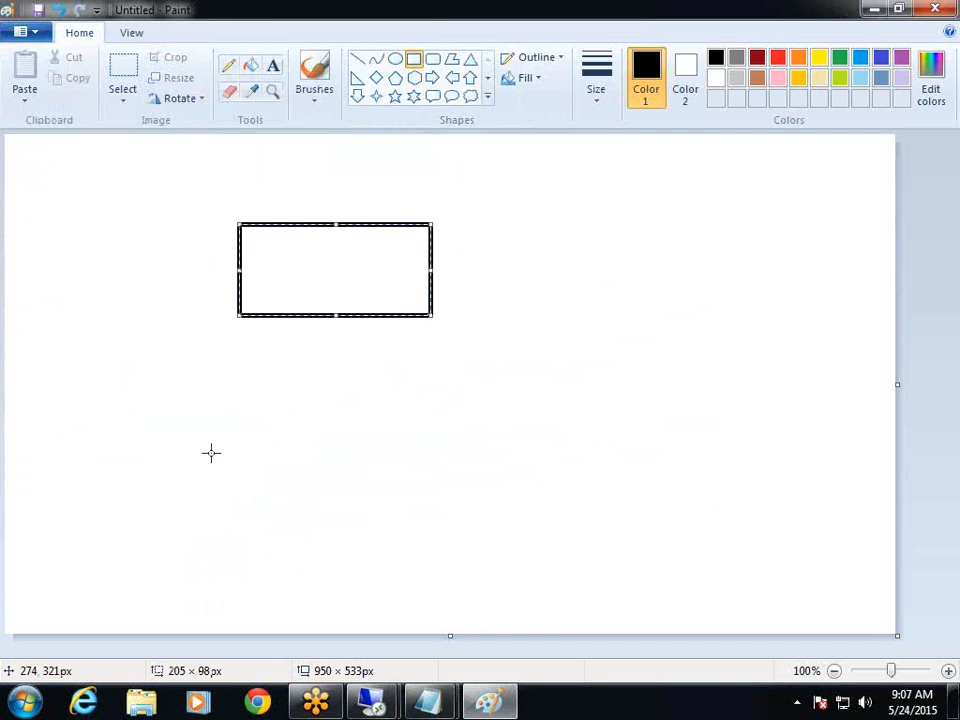 Untitled - Paint
Home View
Paste
Cut
Copy
Clipboard
Select
Crop
Resize
Rotate
Image
A
Tools
Brushes
Outline
Fill
Shapes
Size
Color
1
Color
2
Edit
colors
Colors
274, 321px
205 × 98px
950 × 533px
100%
9:07 AM
5/24/2015